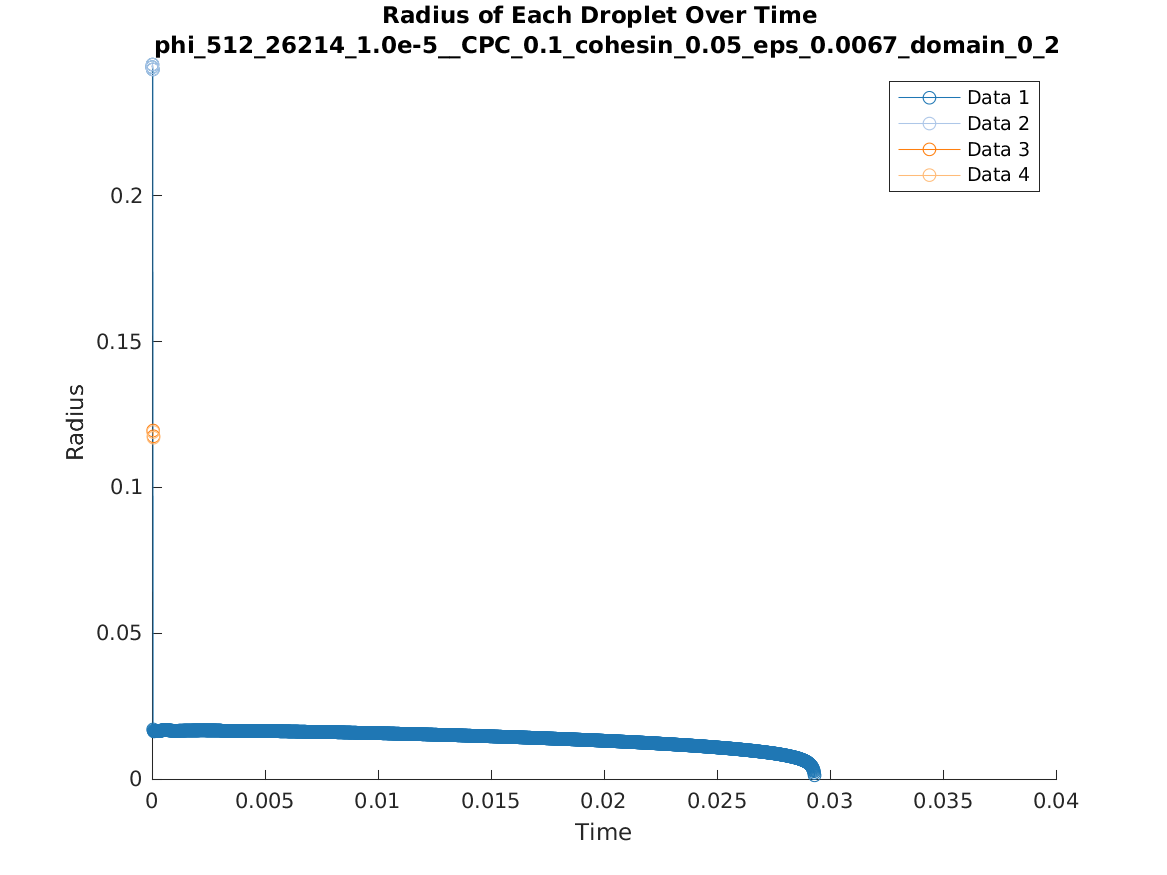 Radius of Each Droplet Over Time
phi_512_26214_1.0e-5__CPC_0.1_cohesin_0.05_eps_0.0067_domain_0_2
Data 1
Data 2
Data 3
Data 4
0.2
0.15
0.1
0.05
0
Radius
0
0.005
0.01
0.015
0.02
0.025
0.03
0.035
0.04
Time